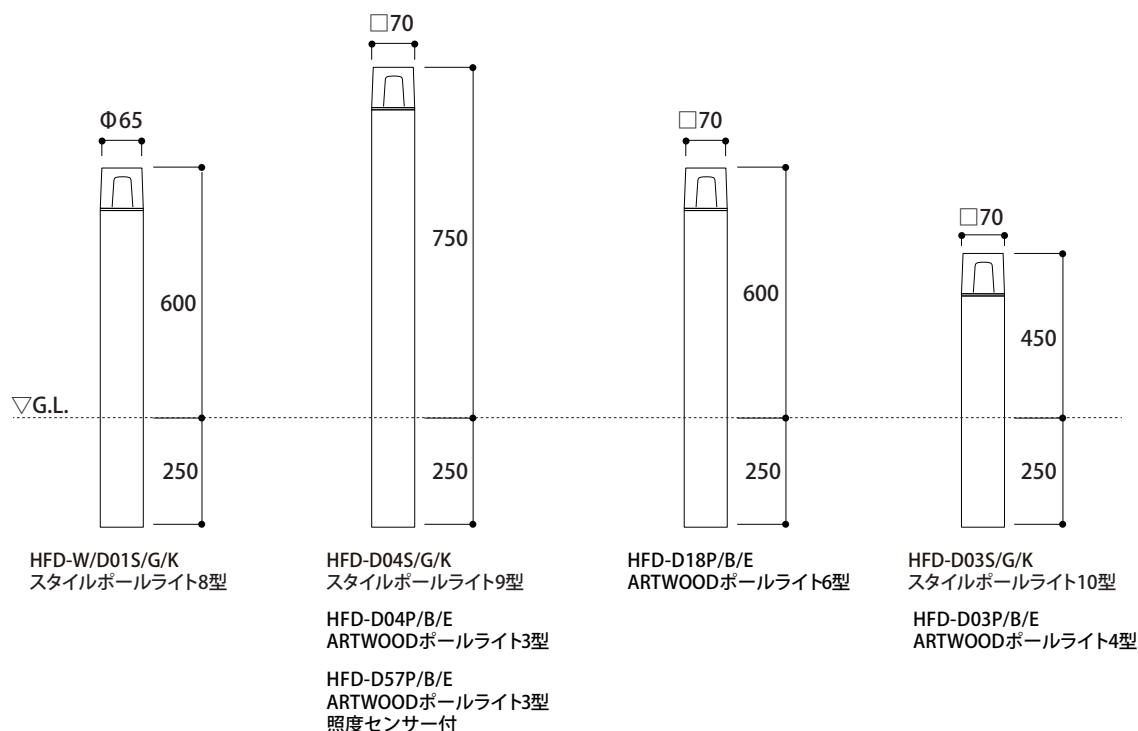 □70
Φ65
□70
□70
750
600
600
450
▽G.L.
250
250
250
250
HFD-W/D01S/G/K
スタイルポールライト8型
HFD-D04S/G/K
スタイルポールライト9型
HFD-D04P/B/E
ARTWOODポールライト3型
HFD-D57P/B/E
ARTWOODポールライト3型
照度センサー付
HFD-D18P/B/E
ARTWOODポールライト6型
HFD-D03S/G/K
スタイルポールライト10型
HFD-D03P/B/E
ARTWOODポールライト4型